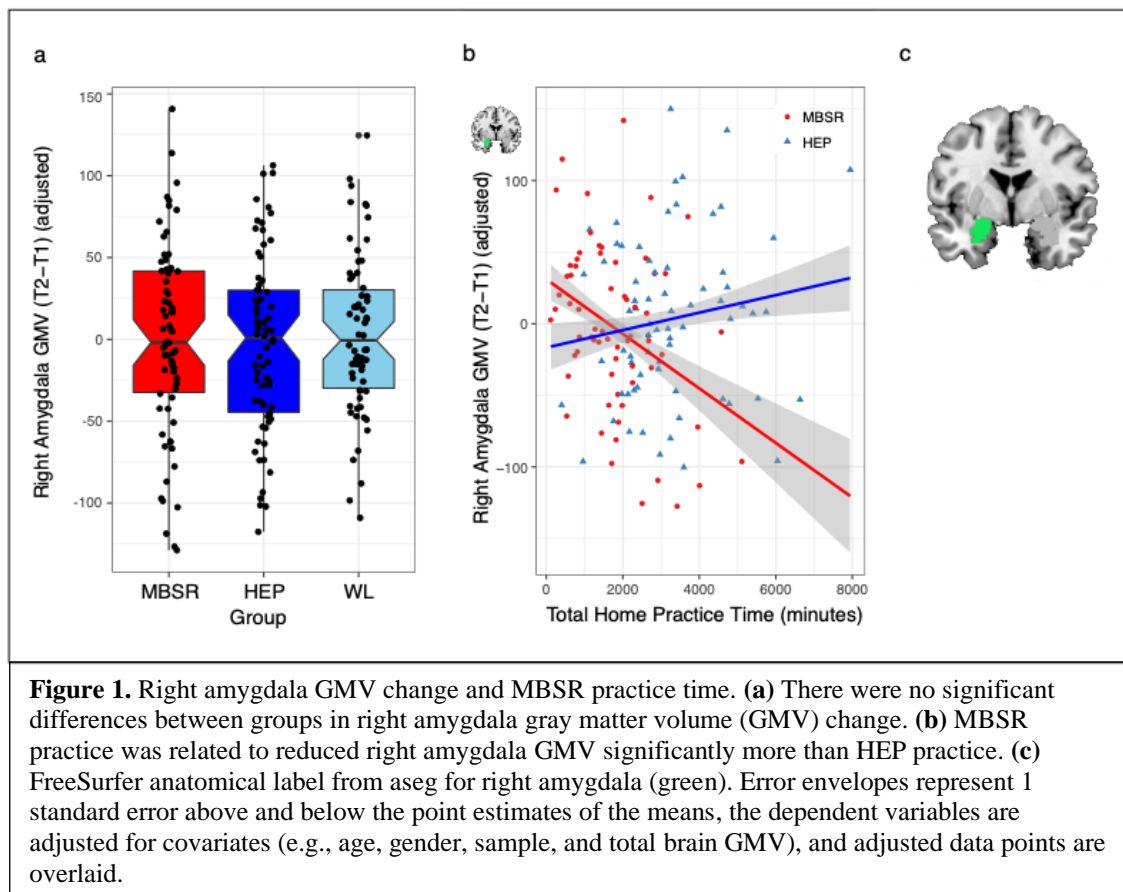 a
b
c
150
100
50
0
-50
-100
Right Amygdala GMV (T2−T1) (adjusted)
MBSR
HEP
WL
Group
MBSR
HEP
100
0
−100
Right Amygdala GMV (T2−T1) (adjusted)
0
2000
4000
6000
8000
Total Home Practice Time (minutes)
Figure 1. Right amygdala GMV change and MBSR practice time. (a) There were no significant
differences between groups in right amygdala gray matter volume (GMV) change. (b) MBSR
practice was related to reduced right amygdala GMV significantly more than HEP practice. (c)
FreeSurfer anatomical label from aseg for right amygdala (green). Error envelopes represent 1
standard error above and below the point estimates of the means, the dependent variables are
adjusted for covariates (e.g., age, gender, sample, and total brain GMV), and adjusted data points are
overlaid.